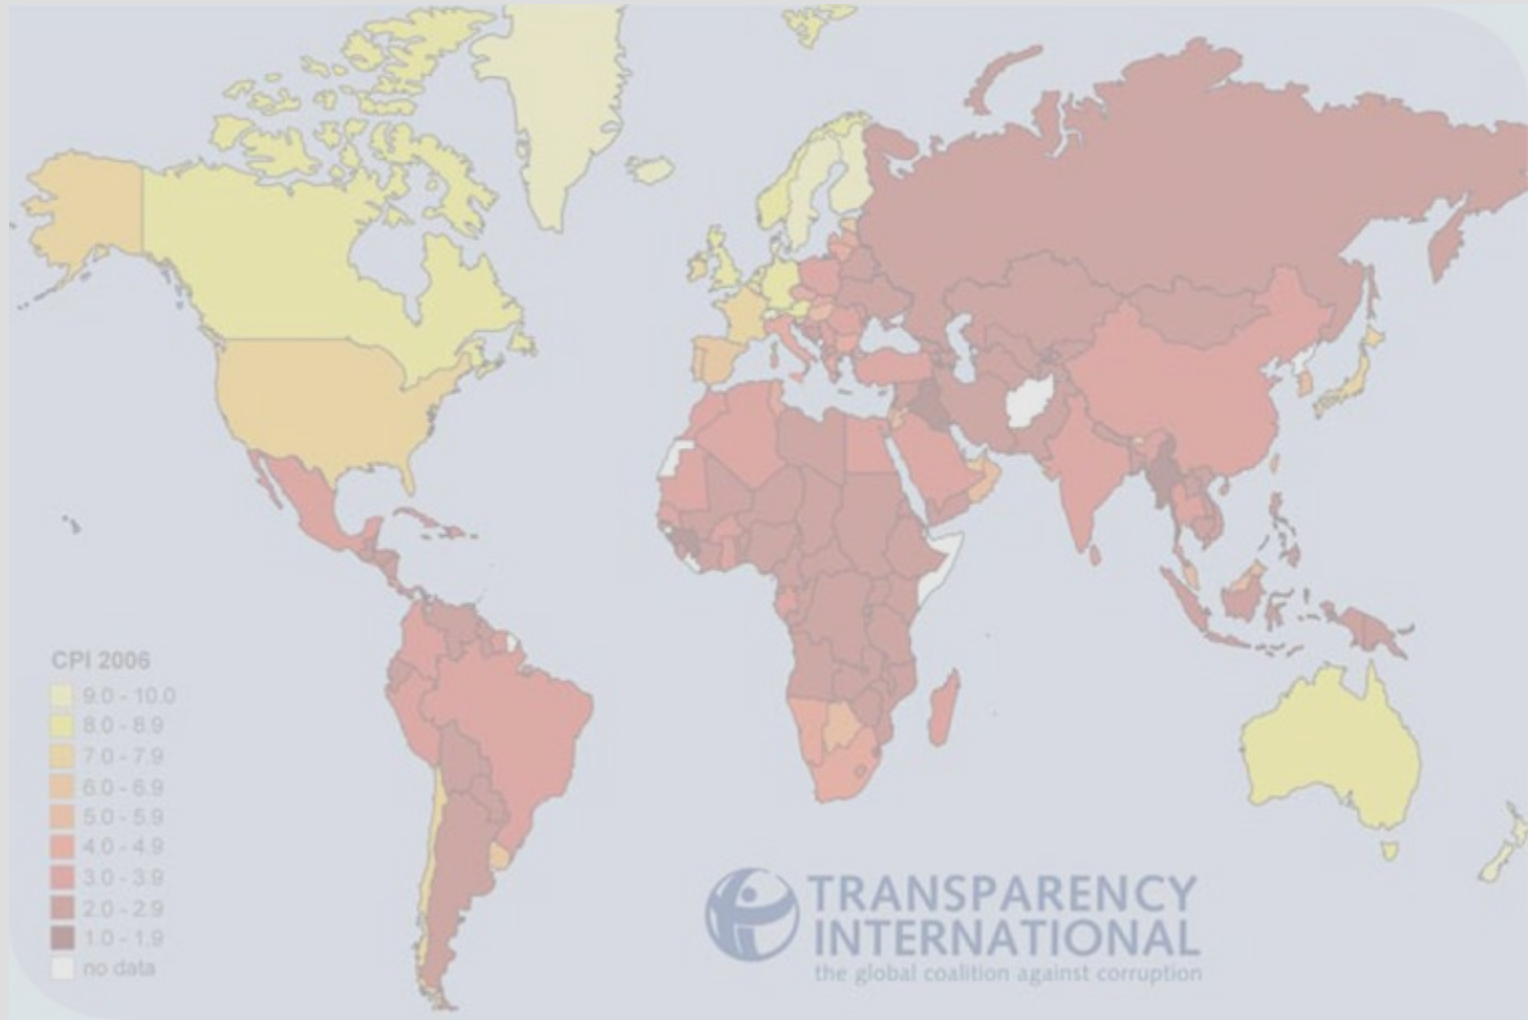 CPI 2006
9.0 - 10.0
8.0 - 8.9
7.0 - 7.9
6.0 - 6.9
5.0 - 5.9
4.0 - 4.9
3.0 - 3.9
2.0 - 2.9
1.0 - 1.9
no data
TRANSPARENCY
INTERNATIONAL
the global coalition against corruption